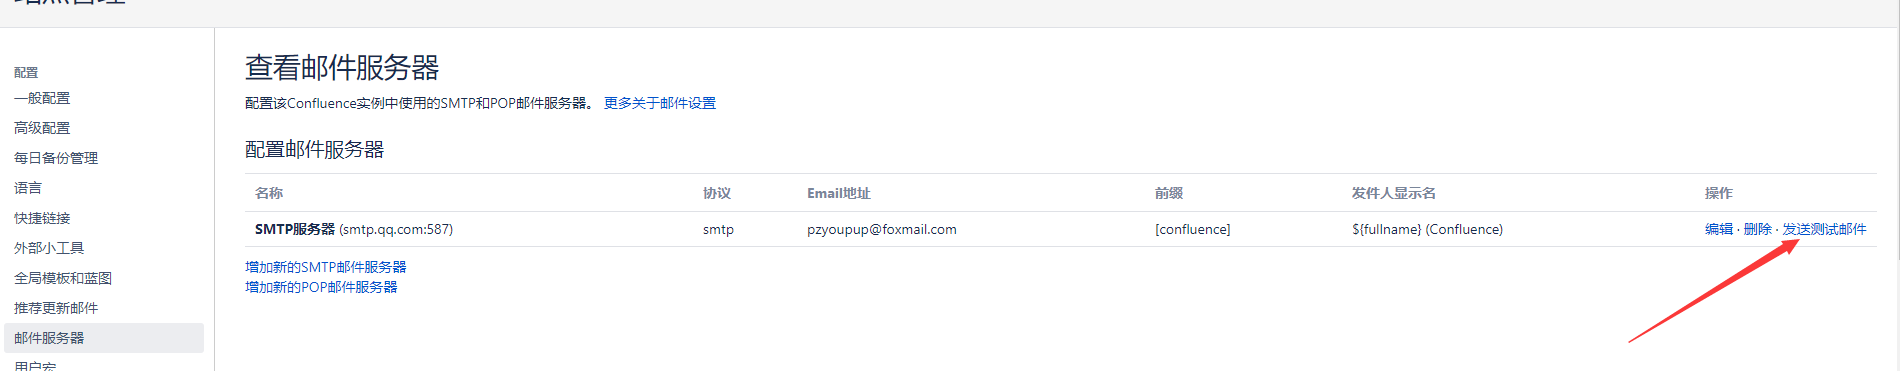 站点管理
配置
一般配置
高级配置
每日备份管理
语言
快捷链接
外部小工具
全局模板和蓝图
推荐更新邮件
邮件服务器
用户宏
查看邮件服务器
配置该Confluence实例中使用的SMTP和POP邮件服务器。 更多关于邮件设置
配置邮件服务器
名称 协议 Email地址 前缀 发件人显示名 操作
SMTP服务器 (smtp.qq.com:587) smtp pzyoupup@foxmail.com [confluence] ${fullname} (Confluence) 编辑 · 删除 · 发送测试邮件
增加新的SMTP邮件服务器
增加新的POP邮件服务器